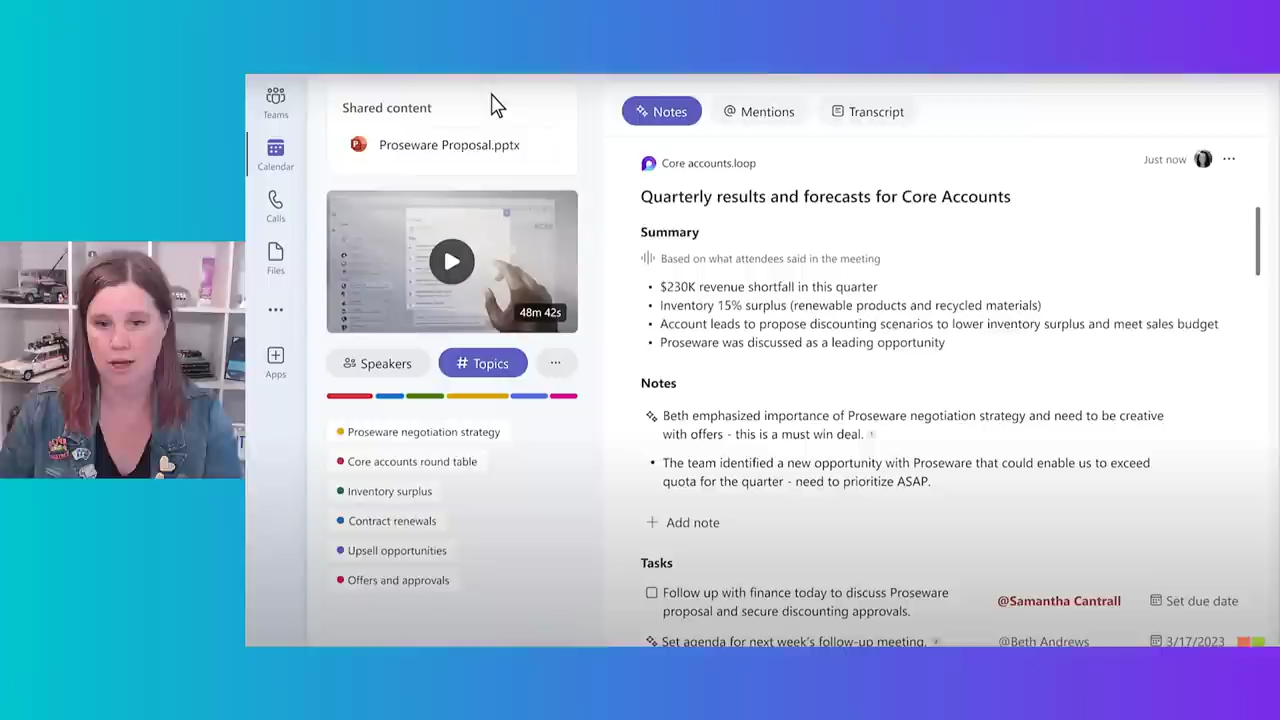 Teams
Calendar
Calls
Files
Apps
Shared content
Proseware Proposal.pptx
48m 42s
Speakers
# Topics
Proseware negotiation strategy
Core accounts round table
Inventory surplus
Contract renewals
Upsell opportunities
Offers and approvals
Notes
@ Mentions
Transcript
Core accounts.loop
Just now
Quarterly results and forecasts for Core Accounts
Summary
Based on what attendees said in the meeting
• $230K revenue shortfall in this quarter
• Inventory 15% surplus (renewable products and recycled materials)
• Account leads to propose discounting scenarios to lower inventory surplus and meet sales budget
• Proseware was discussed as a leading opportunity
Notes
Beth emphasized importance of Proseware negotiation strategy and need to be creative
with offers - this is a must win deal.
• The team identified a new opportunity with Proseware that could enable us to exceed
quota for the quarter - need to prioritize ASAP.
+ Add note
Tasks
Follow up with finance today to discuss Proseware
proposal and secure discounting approvals.
@Samantha Cantrall
Set due date
Set agenda for next week's follow-up meeting.
@Beth Andrews
3/17/2023